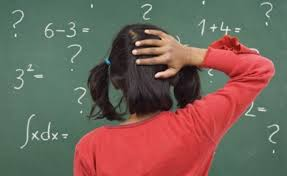 ? ? ?
6-3= 1+4=
? ?
3²= ? ?
∫xdx= ?